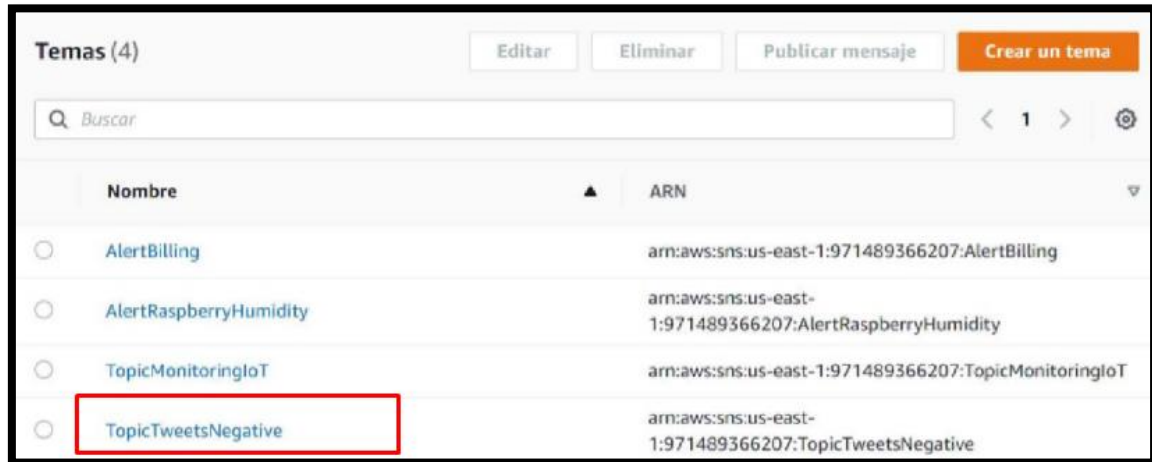 Temas (4)
Editar
Eliminar
Publicar mensaje
Crear un tema
Buscar
1
Nombre
ARN
AlertBilling
arn:aws:sns:us-east-1:971489366207:AlertBilling
AlertRaspberryHumidity
arn:aws:sns:us-east-
1:971489366207:AlertRaspberryHumidity
TopicMonitoringIoT
arn:aws:sns:us-east-1:971489366207:TopicMonitoringIoT
TopicTweetsNegative
arn:aws:sns:us-east-
1:971489366207:TopicTweetsNegative